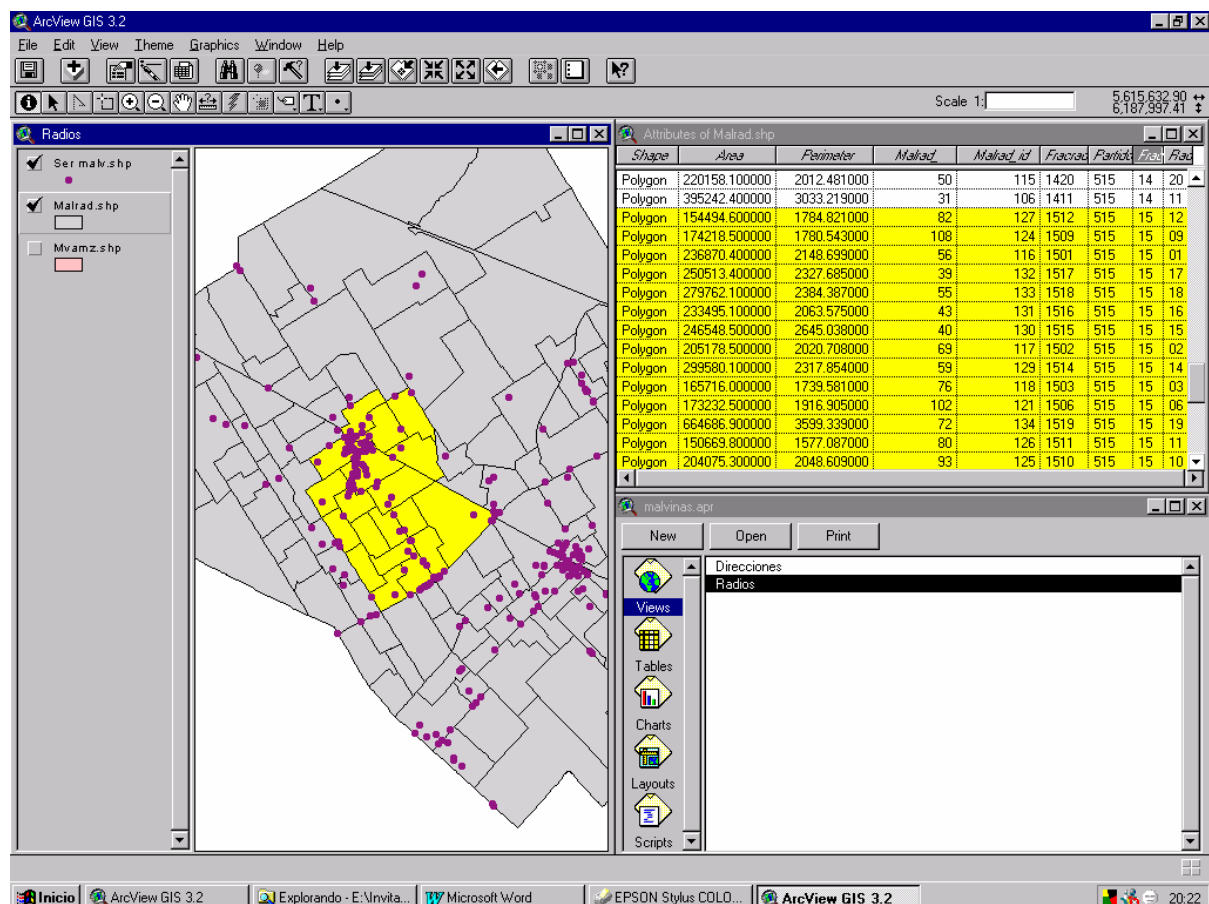 ArcView GIS 3.2
File Edit View Theme Graphics Window Help
Scale 1:
5,615,632.90
6,187,997.41
Radios
Ser malv.shp
Malrad.shp
Mvamz.shp
Attributes of Malrad.shp
Shape Area Perimeter Malrad_ Malrad_id Fracrad Partido Frac Rad
Polygon 220158.100000 2012.481000 50 115 1420 515 14 20
Polygon 395242.400000 3033.219000 31 106 1411 515 14 11
Polygon 154494.600000 1784.821000 82 127 1512 515 15 12
Polygon 174218.500000 1780.543000 108 124 1509 515 15 09
Polygon 236870.400000 2148.699000 56 116 1501 515 15 01
Polygon 250513.400000 2327.685000 39 132 1517 515 15 17
Polygon 279762.100000 2384.387000 55 133 1518 515 15 18
Polygon 233495.100000 2063.575000 43 131 1516 515 15 16
Polygon 246548.500000 2645.038000 40 130 1515 515 15 15
Polygon 205178.500000 2020.708000 69 117 1502 515 15 02
Polygon 299580.100000 2317.854000 59 129 1514 515 15 14
Polygon 165716.000000 1739.581000 76 118 1503 515 15 03
Polygon 173232.500000 1916.905000 102 121 1506 515 15 06
Polygon 664686.900000 3599.339000 72 134 1519 515 15 19
Polygon 150669.800000 1577.087000 80 126 1511 515 15 11
Polygon 204075.300000 2048.609000 93 125 1510 515 15 10
malvinas.apr
New Open Print
Views
Tables
Charts
Layouts
Scripts
Direcciones
Radios
Inicio ArcView GIS 3.2 Explorando - E:\Invita... Microsoft Word EPSON Stylus COLO... ArcView GIS 3.2 20:22